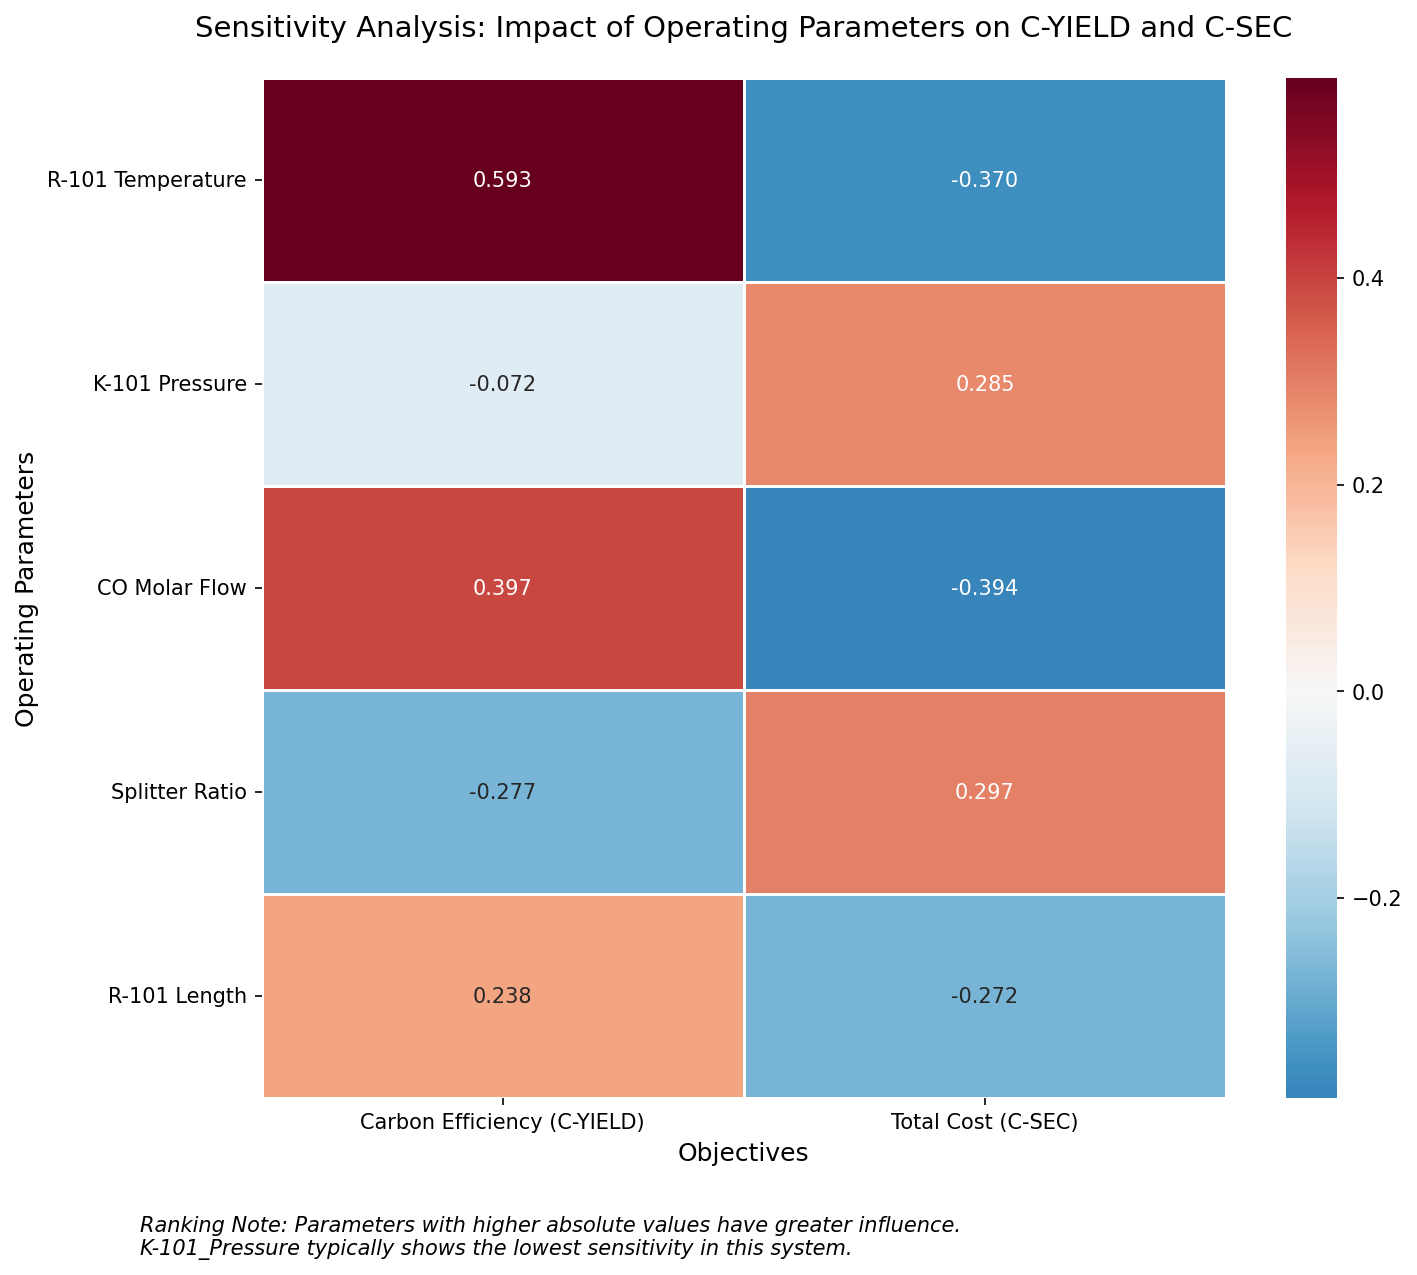 Sensitivity Analysis: Impact of Operating Parameters on C-YIELD and C-SEC
Operating Parameters
R-101 Temperature
0.593
-0.370
K-101 Pressure
-0.072
0.285
CO Molar Flow
0.397
-0.394
Splitter Ratio
-0.277
0.297
R-101 Length
0.238
-0.272
0.4
0.2
0.0
−0.2
Carbon Efficiency (C-YIELD)
Total Cost (C-SEC)
Objectives
Ranking Note: Parameters with higher absolute values have greater influence.
K-101_Pressure typically shows the lowest sensitivity in this system.